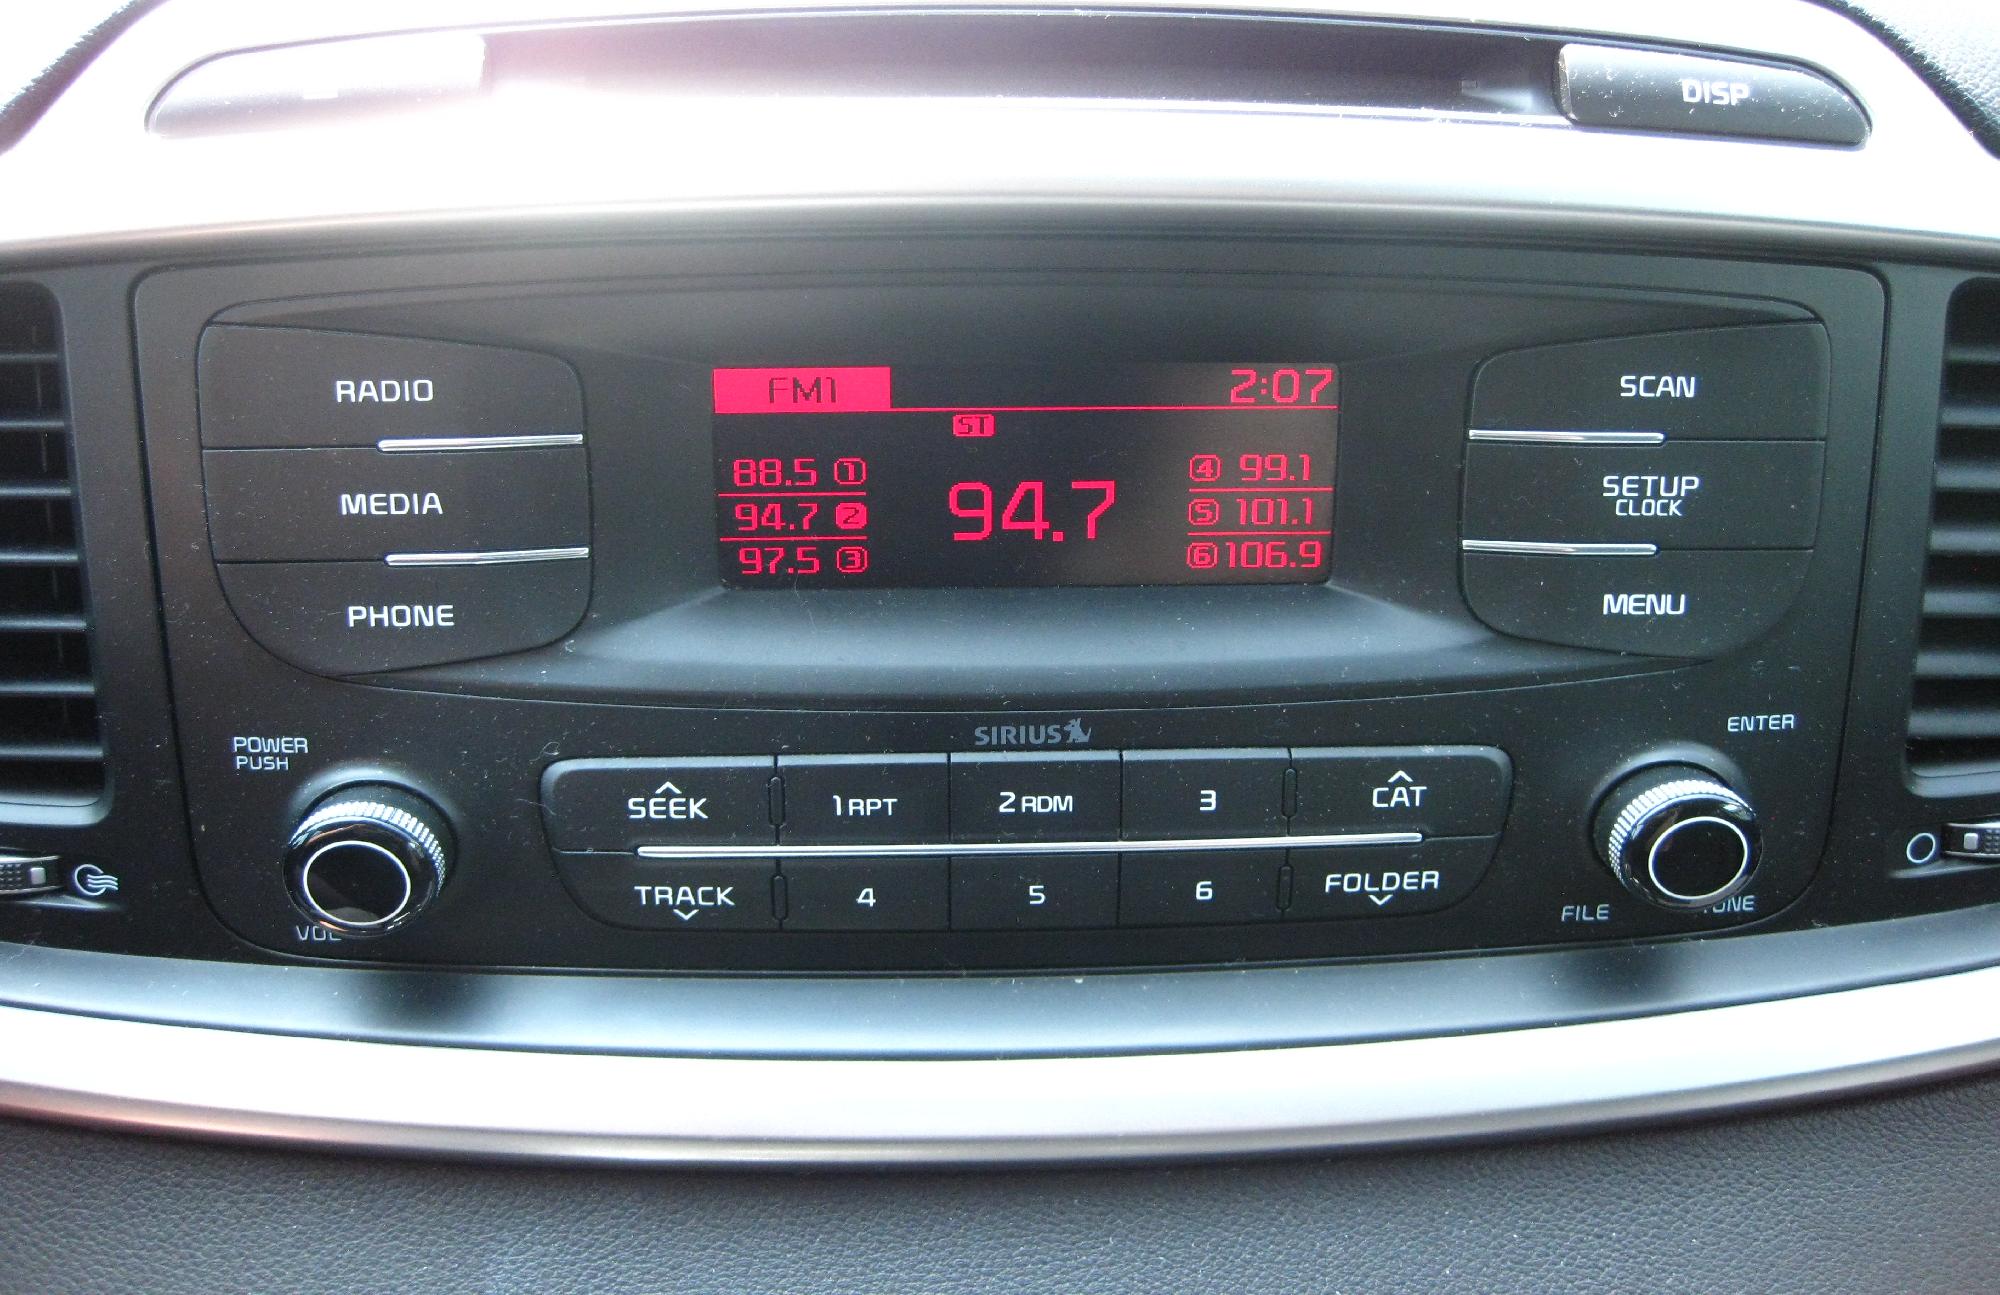 DISP
RADIO
MEDIA
PHONE
FM1
2:07
ST
88.5 1
94.7 2
97.5 3
94.7
4 99.1
5 101.1
6 106.9
SCAN
SETUP
CLOCK
MENU
POWER
PUSH
VOL
SIRIUS
SEEK
1 RPT
2 RDM
3
CAT
TRACK
4
5
6
FOLDER
ENTER
FILE
TUNE